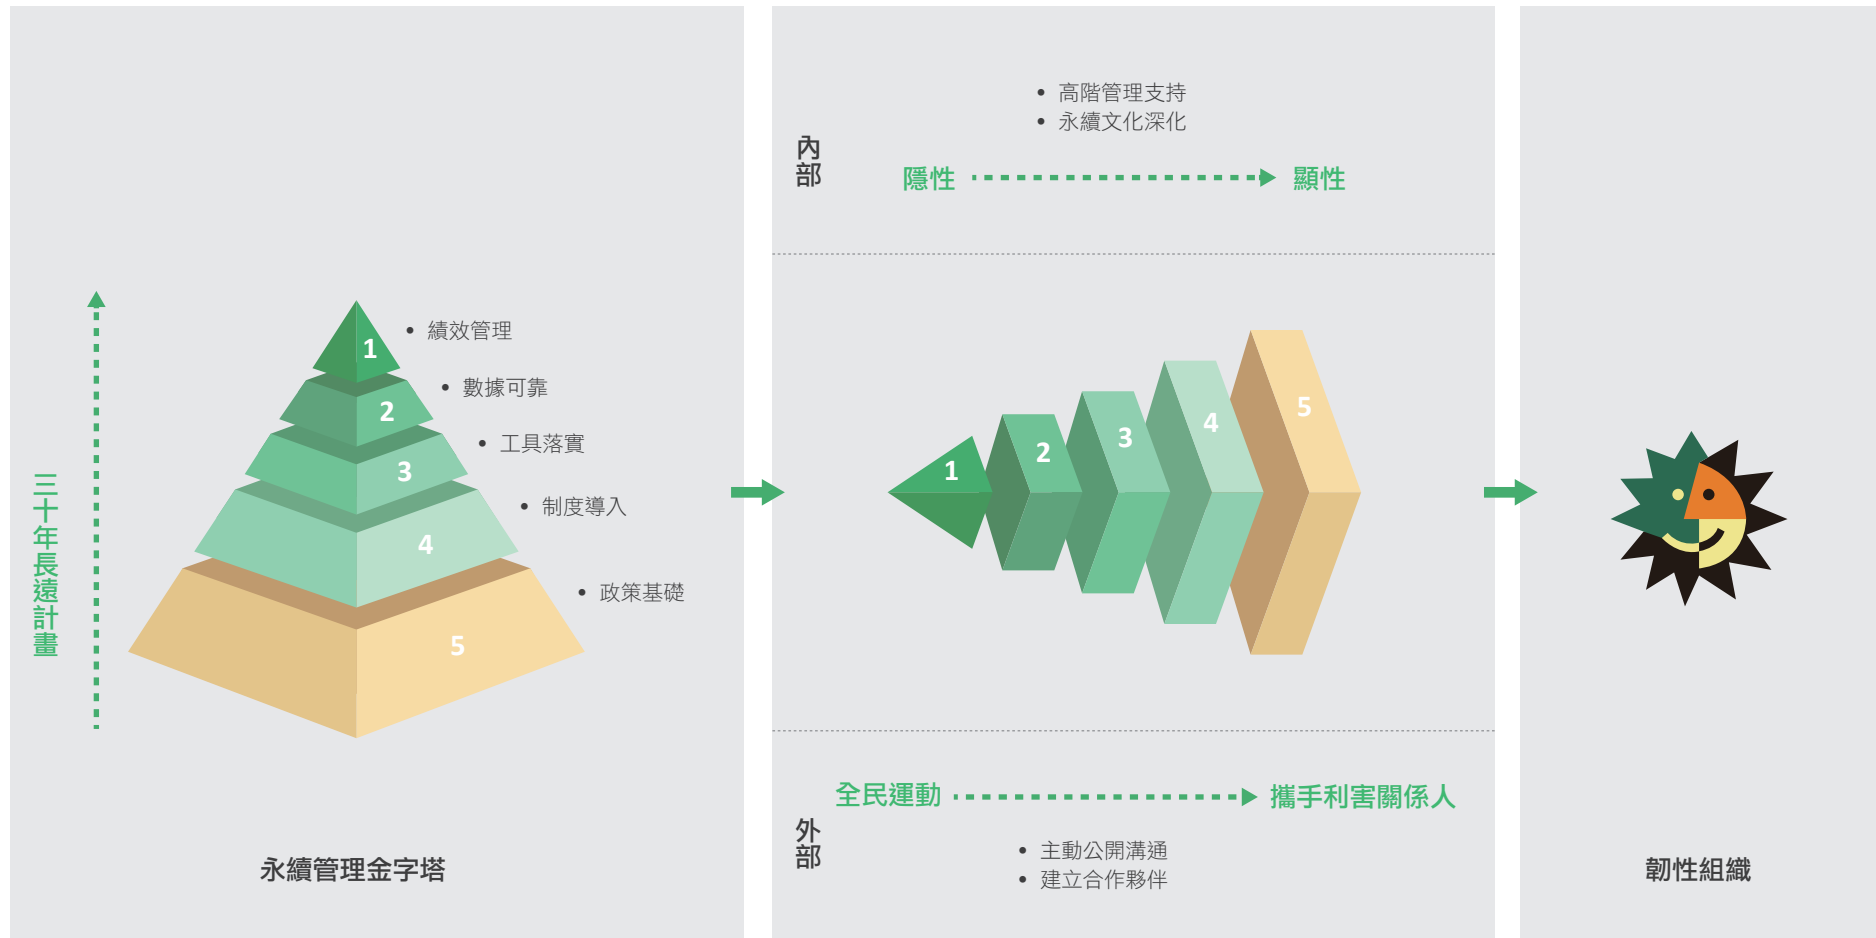 三十年長遠計畫
1
• 績效管理
2
• 數據可靠
3
• 工具落實
4
• 制度導入
5
• 政策基礎
永續管理金字塔
內部
• 高階管理支持
• 永續文化深化
隱性
顯性
1
2
3
4
5
外部
全民運動
攜手利害關係人
• 主動公開溝通
• 建立合作夥伴
韌性組織